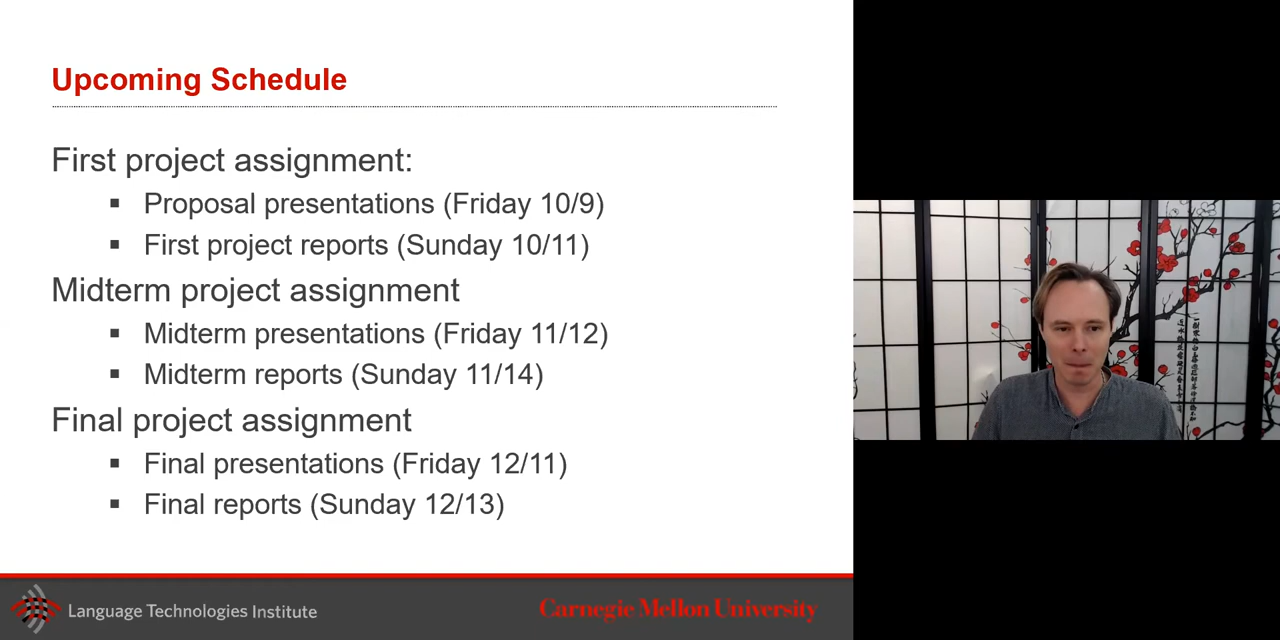 Upcoming Schedule
First project assignment:
▪ Proposal presentations (Friday 10/9)
▪ First project reports (Sunday 10/11)
Midterm project assignment
▪ Midterm presentations (Friday 11/12)
▪ Midterm reports (Sunday 11/14)
Final project assignment
▪ Final presentations (Friday 12/11)
▪ Final reports (Sunday 12/13)
Language Technologies Institute
Carnegie Mellon University